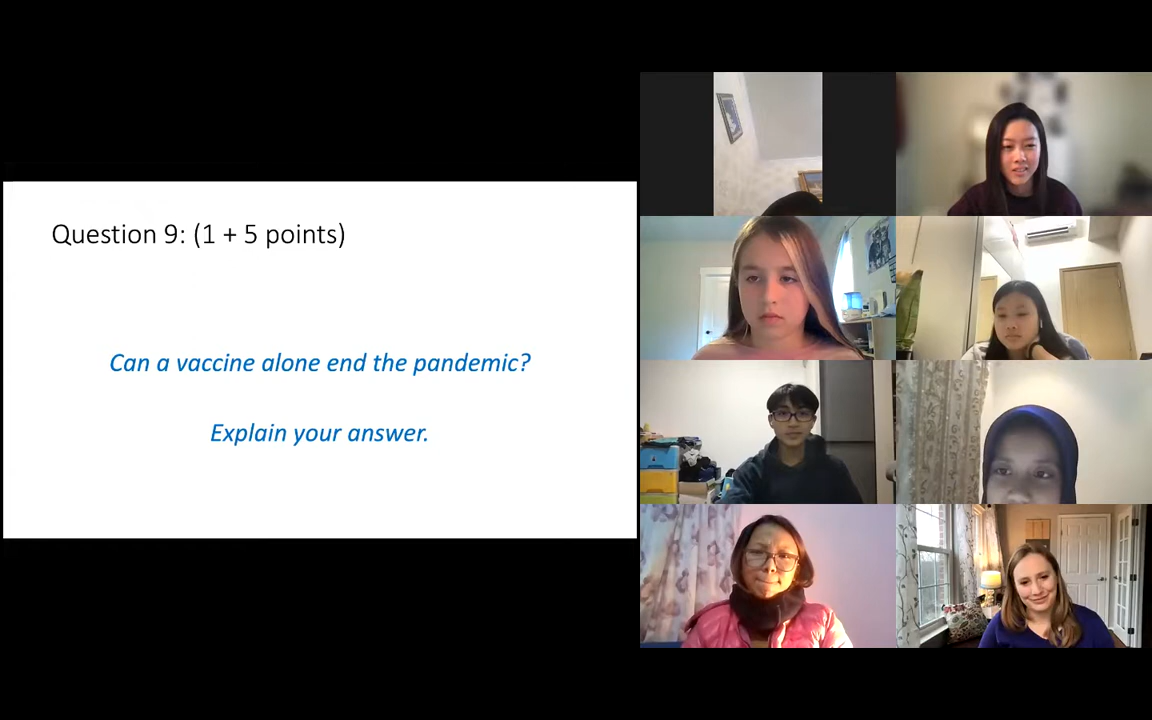 Question 9: (1 + 5 points)
Can a vaccine alone end the pandemic?
Explain your answer.